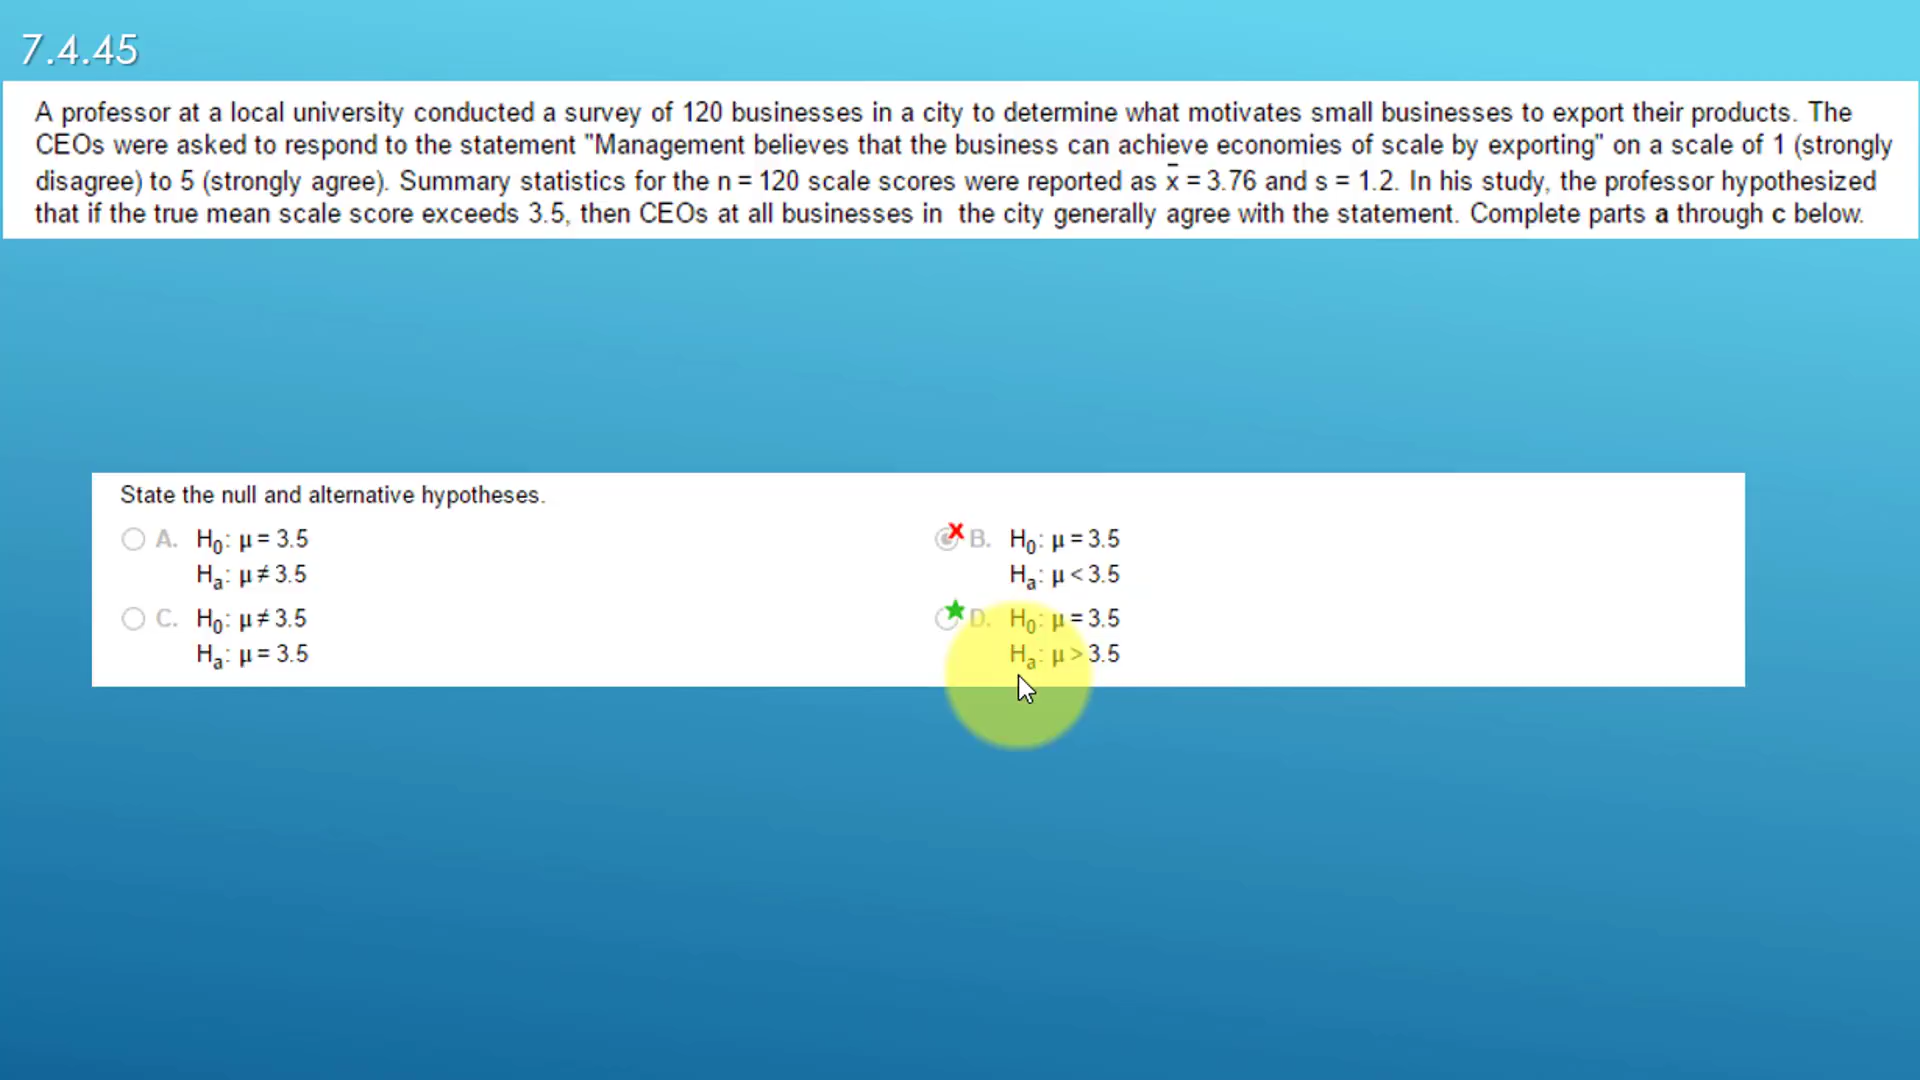 7.4.45
A professor at a local university conducted a survey of 120 businesses in a city to determine what motivates small businesses to export their products. The
CEOs were asked to respond to the statement "Management believes that the business can achieve economies of scale by exporting" on a scale of 1 (strongly
disagree) to 5 (strongly agree). Summary statistics for the n = 120 scale scores were reported as x̄ = 3.76 and s = 1.2. In his study, the professor hypothesized
that if the true mean scale score exceeds 3.5, then CEOs at all businesses in the city generally agree with the statement. Complete parts a through c below.
State the null and alternative hypotheses.
A. H₀: μ = 3.5
Hₐ: μ ≠ 3.5
B. H₀: μ = 3.5
Hₐ: μ < 3.5
C. H₀: μ ≠ 3.5
Hₐ: μ = 3.5
D. H₀: μ = 3.5
Hₐ: μ > 3.5